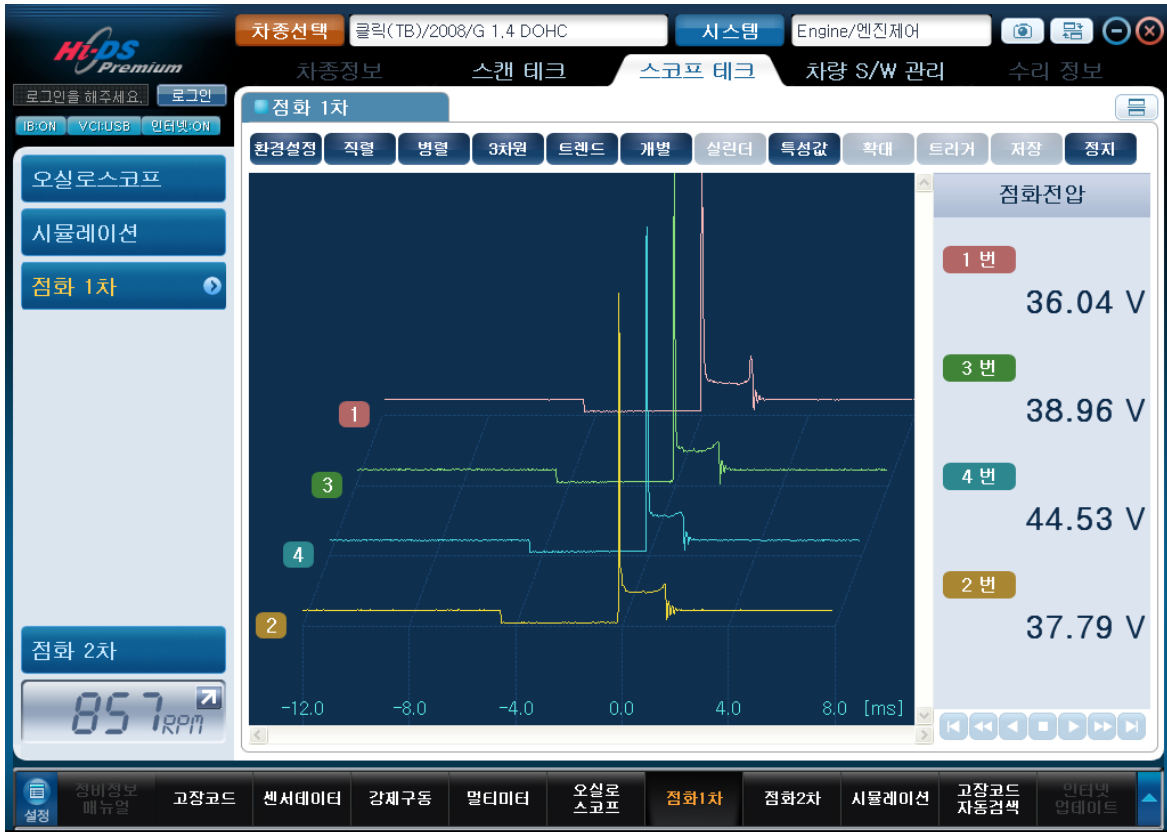 Hi-DS
Premium
차종선택 클릭(TB)/2008/G 1,4 DOHC 시스템 Engine/엔진제어
차종정보 스캔 테크 스코프 테크 차량 S/W 관리 수리 정보
로그인을 해주세요. 로그인
IB:ON VCI:USB 인터넷:ON
점화 1차
환경설정 직렬 병렬 3차원 트렌드 개별 실린더 특성값 확대 트리거 저장 정지
오실로스코프
시뮬레이션
점화 1차
점화 2차
857 RPM
1
3
4
2
-12.0 -8.0 -4.0 0.0 4.0 8.0 [ms]
점화전압
1 번
36.04 V
3 번
38.96 V
4 번
44.53 V
2 번
37.79 V
설정
정비정보
매뉴얼
고장코드
센서데이터
강제구동
멀티미터
오실로
스코프
점화1차
점화2차
시뮬레이션
고장코드
자동검색
인터넷
업데이트